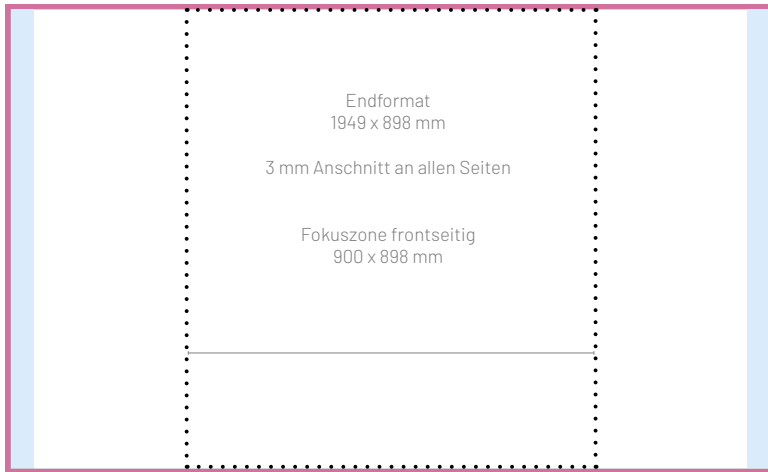 Endformat
1949 x 898 mm
3 mm Anschnitt an allen Seiten
Fokuszone frontseitig
900 x 898 mm